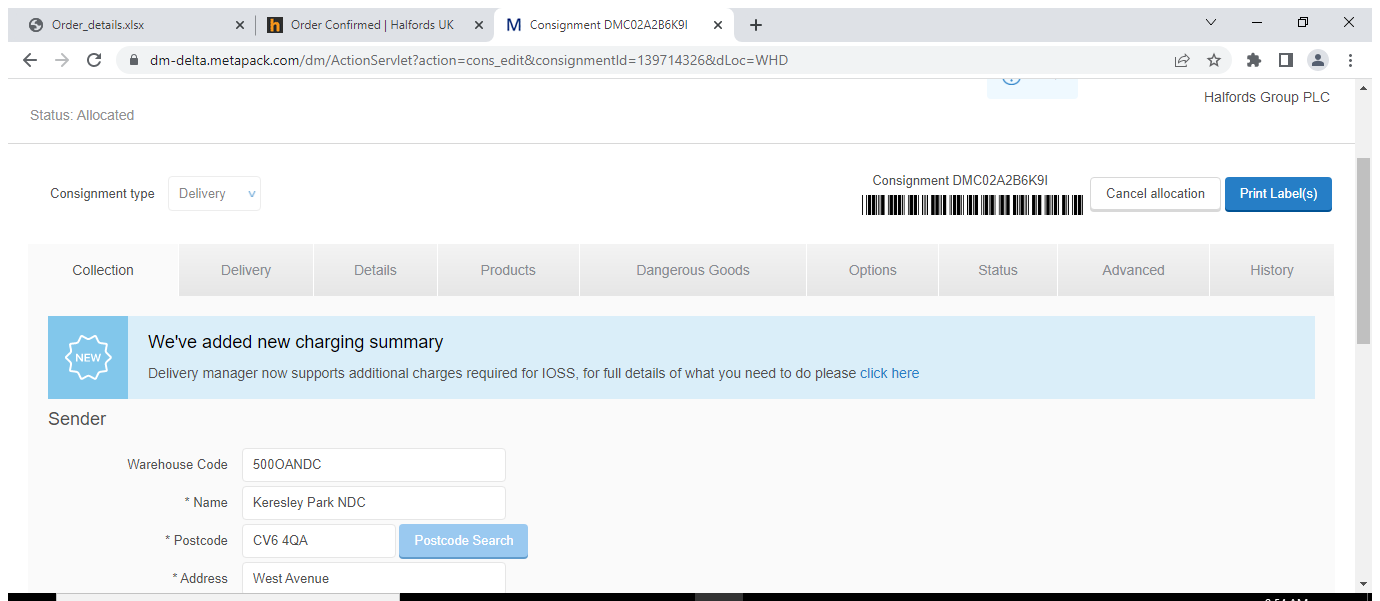 Order_details.xlsx
Order Confirmed | Halfords UK
Consignment DMC02A2B6K9I
dm-delta.metapack.com/dm/ActionServlet?action=cons_edit&consignmentId=139714326&dLoc=WHD
Halfords Group PLC
Status: Allocated
Consignment type
Delivery
Consignment DMC02A2B6K9I
Cancel allocation
Print Label(s)
Collection Delivery Details Products Dangerous Goods Options Status Advanced History
NEW
We've added new charging summary
Delivery manager now supports additional charges required for IOSS, for full details of what you need to do please click here
Sender
Warehouse Code 500OANDC
* Name Keresley Park NDC
* Postcode CV6 4QA Postcode Search
* Address West Avenue